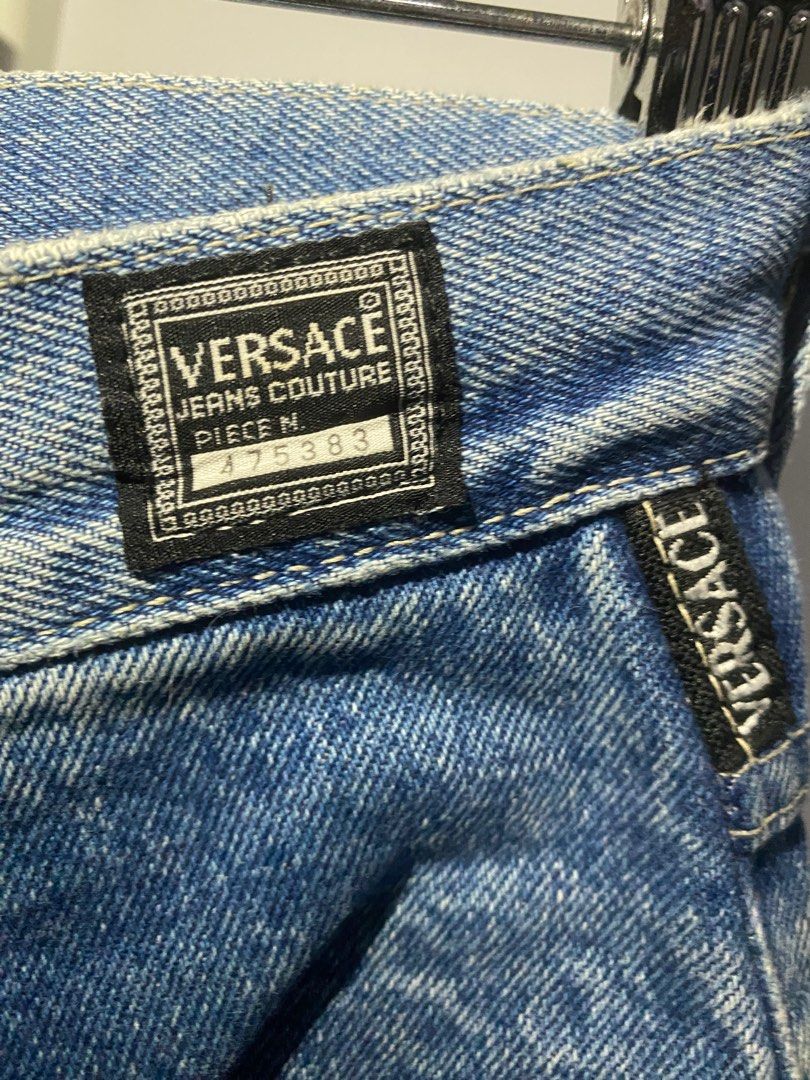 VERSACE
JEANS COUTURE
PIECE N.
475383
VERSACE